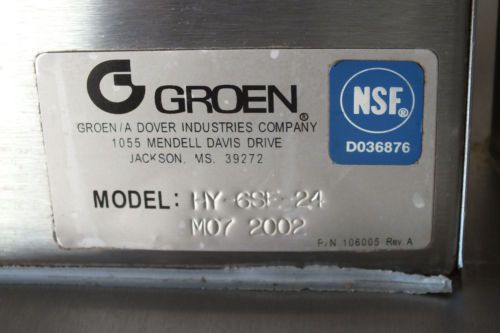 G GROEN®
GROEN/A DOVER INDUSTRIES COMPANY
1055 MENDELL DAVIS DRIVE
JACKSON, MS. 39272
NSF®
D036876
MODEL: HY-6SE-24
M07 2002
P/N 106005 Rev A